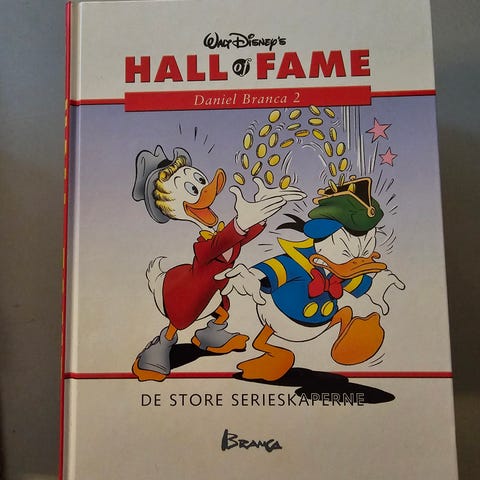 Walt Disney's
HALL of FAME
Daniel Branca 2
DE STORE SERIESKAPERNE
BRANCA